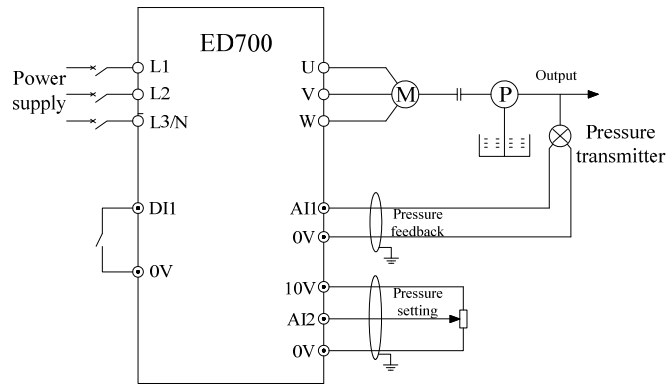 ED700
Power
supply
L1
L2
L3/N
DI1
0V
U
V
W
M
P
Output
Pressure
transmitter
AI1
0V
Pressure
feedback
10V
AI2
0V
Pressure
setting